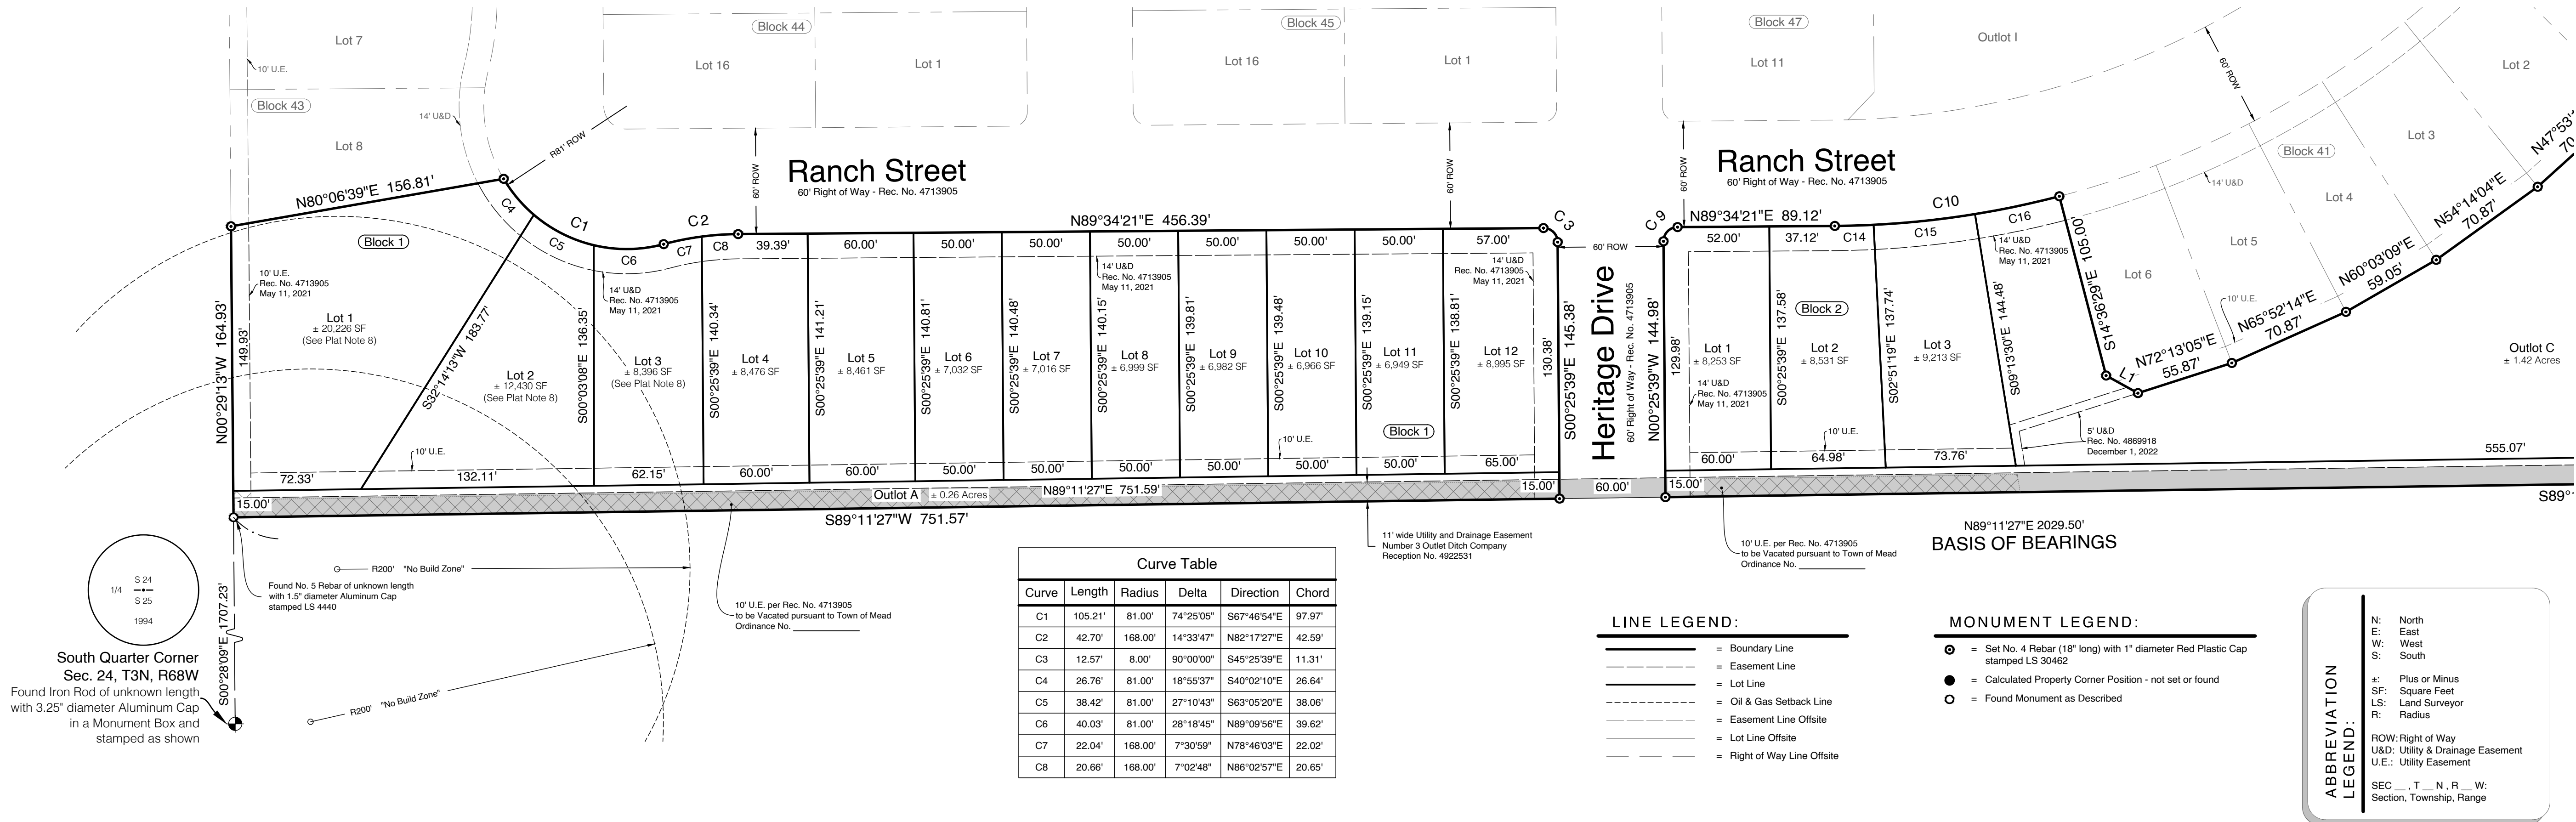 Lot 7
10' U.E.
Block 43
14' U&D
Lot 8
Block 44
Lot 16
Lot 1
Block 45
Lot 16
Lot 1
Block 47
Lot 11
Outlot I
60' ROW
Lot 2
Lot 3
Block 41
Lot 4
14' U&D
Lot 5
Lot 6
10' U.E.
R81' ROW
60' ROW
Ranch Street
60' Right of Way - Rec. No. 4713905
60' ROW
60' ROW
Ranch Street
60' Right of Way - Rec. No. 4713905
N80°06'39"E 156.81'
C4
C1
C5
C6
C2
C7
C8
N89°34'21"E 456.39'
39.39'
60.00'
50.00'
50.00'
50.00'
50.00'
50.00'
50.00'
57.00'
C3
60' ROW
C9
N89°34'21"E 89.12'
52.00'
37.12'
C14
C10
C15
C16
N47°53'
70
N54°14'04"E
70.87'
N60°03'09"E
59.05'
N65°52'14"E
70.87'
N72°13'05"E
55.87'
L1
S14°36'29"E 105.00'
Block 1
10' U.E.
Rec. No. 4713905
May 11, 2021
N00°29'13"W 164.93'
149.93'
Lot 1
± 20,226 SF
(See Plat Note 8)
S32°14'13"W 183.77'
Lot 2
± 12,430 SF
(See Plat Note 8)
S00°03'08"E 136.35'
14' U&D
Rec. No. 4713905
May 11, 2021
Lot 3
± 8,396 SF
(See Plat Note 8)
S00°25'39"E 140.34'
Lot 4
± 8,476 SF
S00°25'39"E 141.21'
Lot 5
± 8,461 SF
S00°25'39"E 140.81'
Lot 6
± 7,032 SF
S00°25'39"E 140.48'
Lot 7
± 7,016 SF
14' U&D
Rec. No. 4713905
May 11, 2021
S00°25'39"E 140.15'
Lot 8
± 6,999 SF
S00°25'39"E 139.81'
Lot 9
± 6,982 SF
S00°25'39"E 139.48'
Lot 10
± 6,966 SF
S00°25'39"E 139.15'
Lot 11
± 6,949 SF
S00°25'39"E 138.81'
14' U&D
Rec. No. 4713905
May 11, 2021
Lot 12
± 8,995 SF
130.38'
S00°25'39"E 145.38'
Heritage Drive
60' Right of Way - Rec. No. 4713905
N00°25'39"W 144.98'
129.98'
Lot 1
± 8,253 SF
14' U&D
Rec. No. 4713905
May 11, 2021
S00°25'39"E 137.58'
Block 2
Lot 2
± 8,531 SF
S02°51'19"E 137.74'
Lot 3
± 9,213 SF
14' U&D
Rec. No. 4713905
May 11, 2021
S09°13'30"E 144.48'
Outlot C
± 1.42 Acres
5' U&D
Rec. No. 4869918
December 1, 2022
Block 1
10' U.E.
10' U.E.
10' U.E.
72.33'
132.11'
62.15'
60.00'
60.00'
50.00'
50.00'
50.00'
50.00'
50.00'
50.00'
65.00'
60.00'
64.98'
73.76'
555.07'
15.00'
Outlot A
± 0.26 Acres
N89°11'27"E 751.59'
15.00'
60.00'
15.00'
S89°11'27"W 751.57'
S89°
N89°11'27"E 2029.50'
BASIS OF BEARINGS
S 24
1/4
S 25
1994
South Quarter Corner
Sec. 24, T3N, R68W
Found Iron Rod of unknown length
with 3.25" diameter Aluminum Cap
in a Monument Box and
stamped as shown
S00°28'09"E 1707.23'
Found No. 5 Rebar of unknown length
with 1.5" diameter Aluminum Cap
stamped LS 4440
R200' "No Build Zone"
R200' "No Build Zone"
10' U.E. per Rec. No. 4713905
to be Vacated pursuant to Town of Mead
Ordinance No.
11' wide Utility and Drainage Easement
Number 3 Outlet Ditch Company
Reception No. 4922531
10' U.E. per Rec. No. 4713905
to be Vacated pursuant to Town of Mead
Ordinance No.
Curve Table
Curve Length Radius Delta Direction Chord
C1 105.21' 81.00' 74°25'05" S67°46'54"E 97.97'
C2 42.70' 168.00' 14°33'47" N82°17'27"E 42.59'
C3 12.57' 8.00' 90°00'00" S45°25'39"E 11.31'
C4 26.76' 81.00' 18°55'37" S40°02'10"E 26.64'
C5 38.42' 81.00' 27°10'43" S63°05'20"E 38.06'
C6 40.03' 81.00' 28°18'45" N89°09'56"E 39.62'
C7 22.04' 168.00' 7°30'59" N78°46'03"E 22.02'
C8 20.66' 168.00' 7°02'48" N86°02'57"E 20.65'
LINE LEGEND:
= Boundary Line
= Easement Line
= Lot Line
= Oil & Gas Setback Line
= Easement Line Offsite
= Lot Line Offsite
= Right of Way Line Offsite
MONUMENT LEGEND:
= Set No. 4 Rebar (18" long) with 1" diameter Red Plastic Cap
stamped LS 30462
= Calculated Property Corner Position - not set or found
= Found Monument as Described
ABBREVIATION
LEGEND:
N: North
E: East
W: West
S: South
±: Plus or Minus
SF: Square Feet
LS: Land Surveyor
R: Radius
ROW: Right of Way
U&D: Utility & Drainage Easement
U.E.: Utility Easement
SEC __ , T __ N , R __ W:
Section, Township, Range